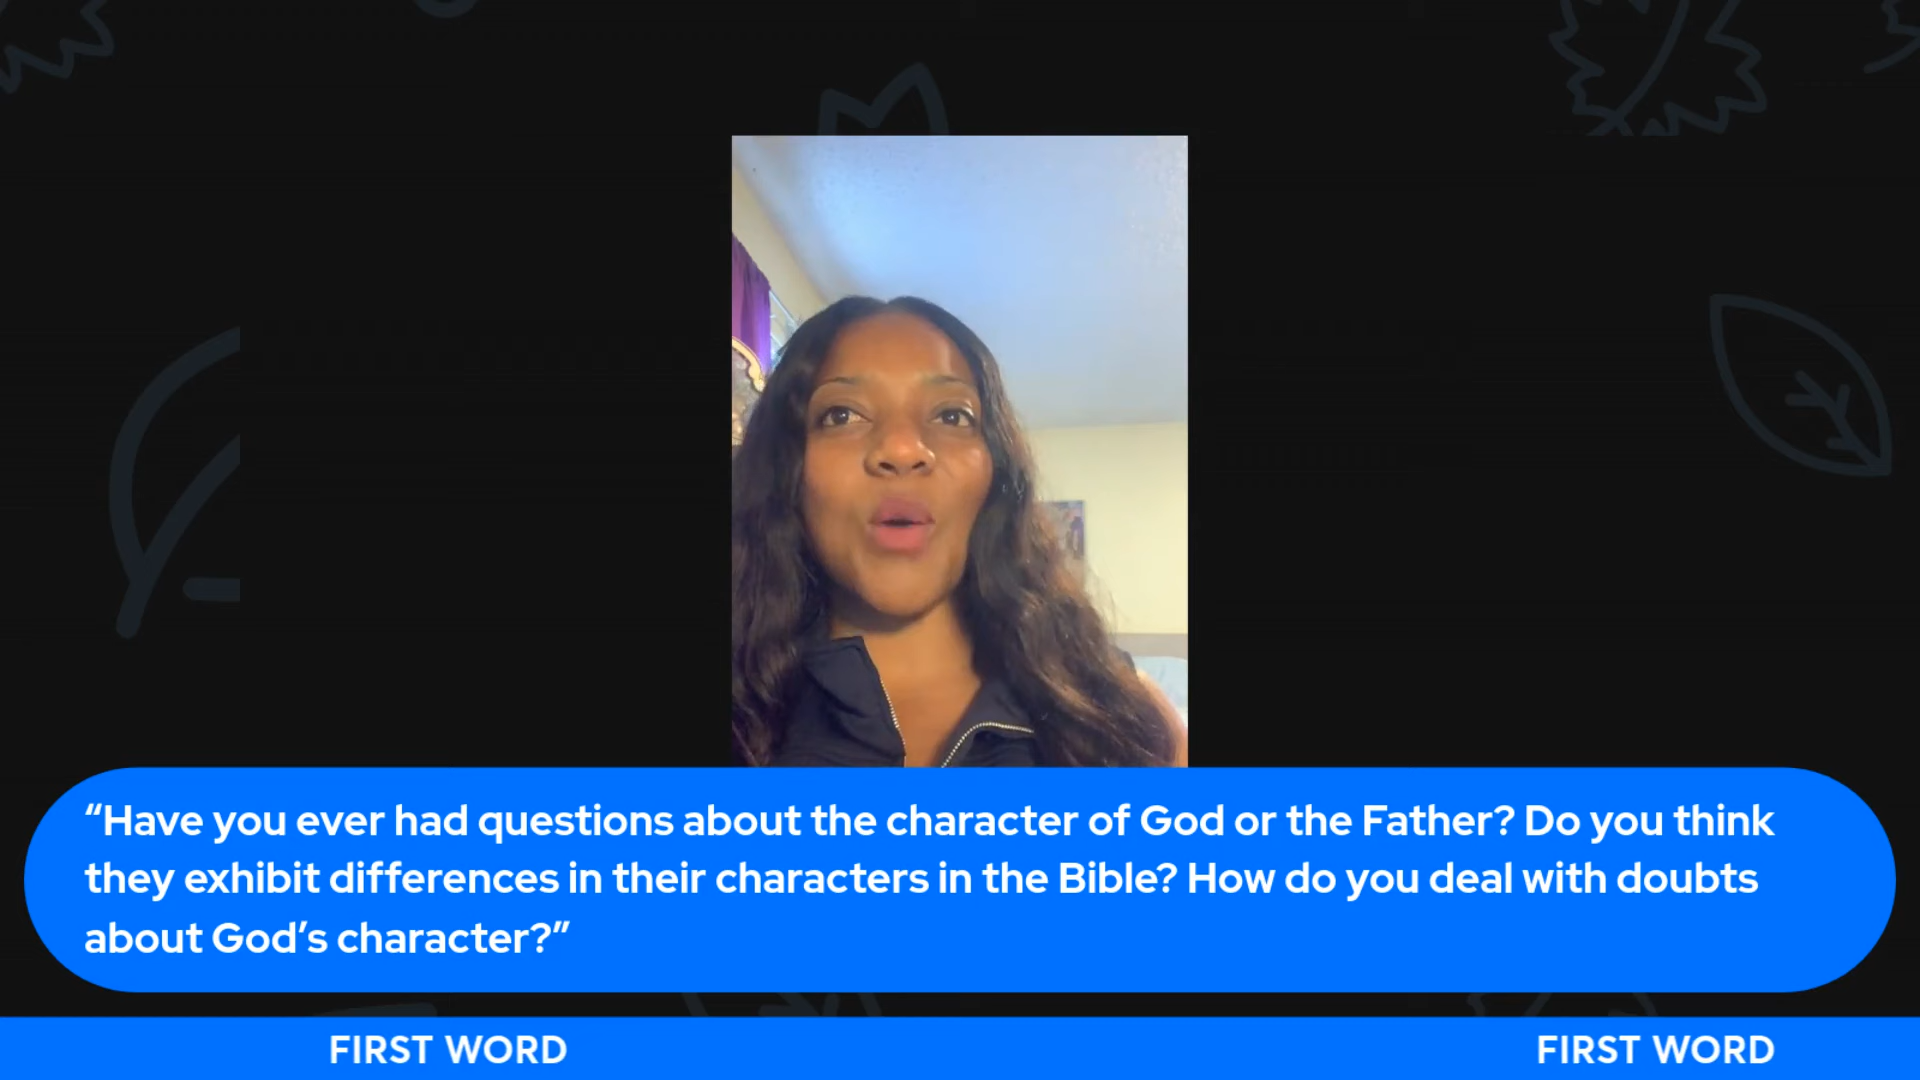 “Have you ever had questions about the character of God or the Father? Do you think
they exhibit differences in their characters in the Bible? How do you deal with doubts
about God’s character?”
FIRST WORD
FIRST WORD